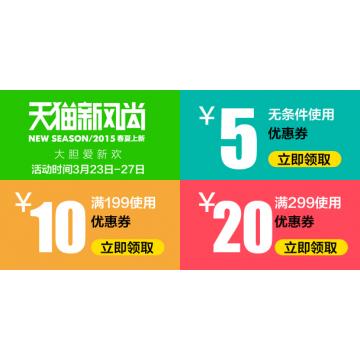 天猫新风尚
NEW SEASON/2015 春夏上新
大胆爱新欢
活动时间3月23日-27日
¥5
无条件使用
优惠券
立即领取
¥10
满199使用
优惠券
立即领取
¥20
满299使用
优惠券
立即领取